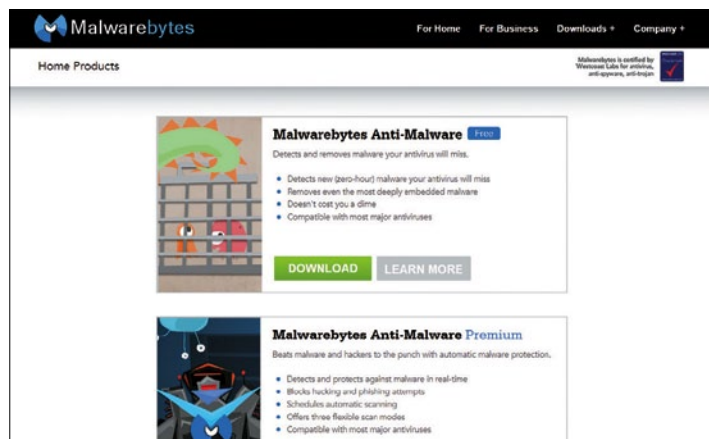 Malwarebytes
For Home For Business Downloads + Company +
Home Products
Malwarebytes is certified by
Westcoast Labs for antivirus,
anti-spyware, anti-trojan
Malwarebytes Anti-Malware Free
Detects and removes malware your antivirus will miss.
Detects new (zero-hour) malware your antivirus will miss
Removes even the most deeply embedded malware
Doesn't cost you a dime
Compatible with most major antiviruses
DOWNLOAD LEARN MORE
Malwarebytes Anti-Malware Premium
Beats malware and hackers to the punch with automatic malware protection.
Detects and protects against malware in real-time
Blocks hacking and phishing attempts
Schedules automatic scanning
Offers three flexible scan modes
Compatible with most major antiviruses